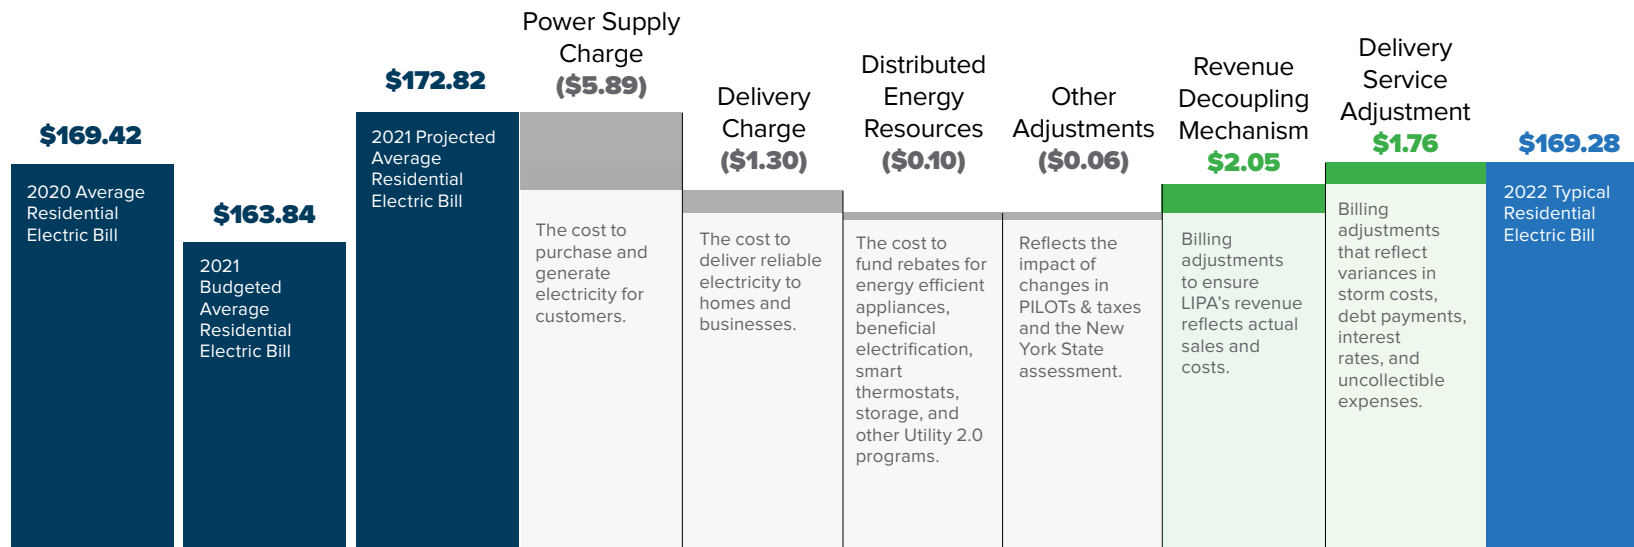 $169.42
2020 Average
Residential
Electric Bill
$163.84
2021
Budgeted
Average
Residential
Electric Bill
$172.82
2021 Projected
Average
Residential
Electric Bill
Power Supply
Charge
($5.89)
The cost to
purchase and
generate
electricity for
customers.
Delivery
Charge
($1.30)
The cost to
deliver reliable
electricity to
homes and
businesses.
Distributed
Energy
Resources
($0.10)
The cost to
fund rebates for
energy efficient
appliances,
beneficial
electrification,
smart
thermostats,
storage, and
other Utility 2.0
programs.
Other
Adjustments
($0.06)
Reflects the
impact of
changes in
PILOTs & taxes
and the New
York State
assessment.
Revenue
Decoupling
Mechanism
$2.05
Billing
adjustments
to ensure
LIPA’s revenue
reflects actual
sales and
costs.
Delivery
Service
Adjustment
$1.76
Billing
adjustments
that reflect
variances in
storm costs,
debt payments,
interest
rates, and
uncollectible
expenses.
$169.28
2022 Typical
Residential
Electric Bill